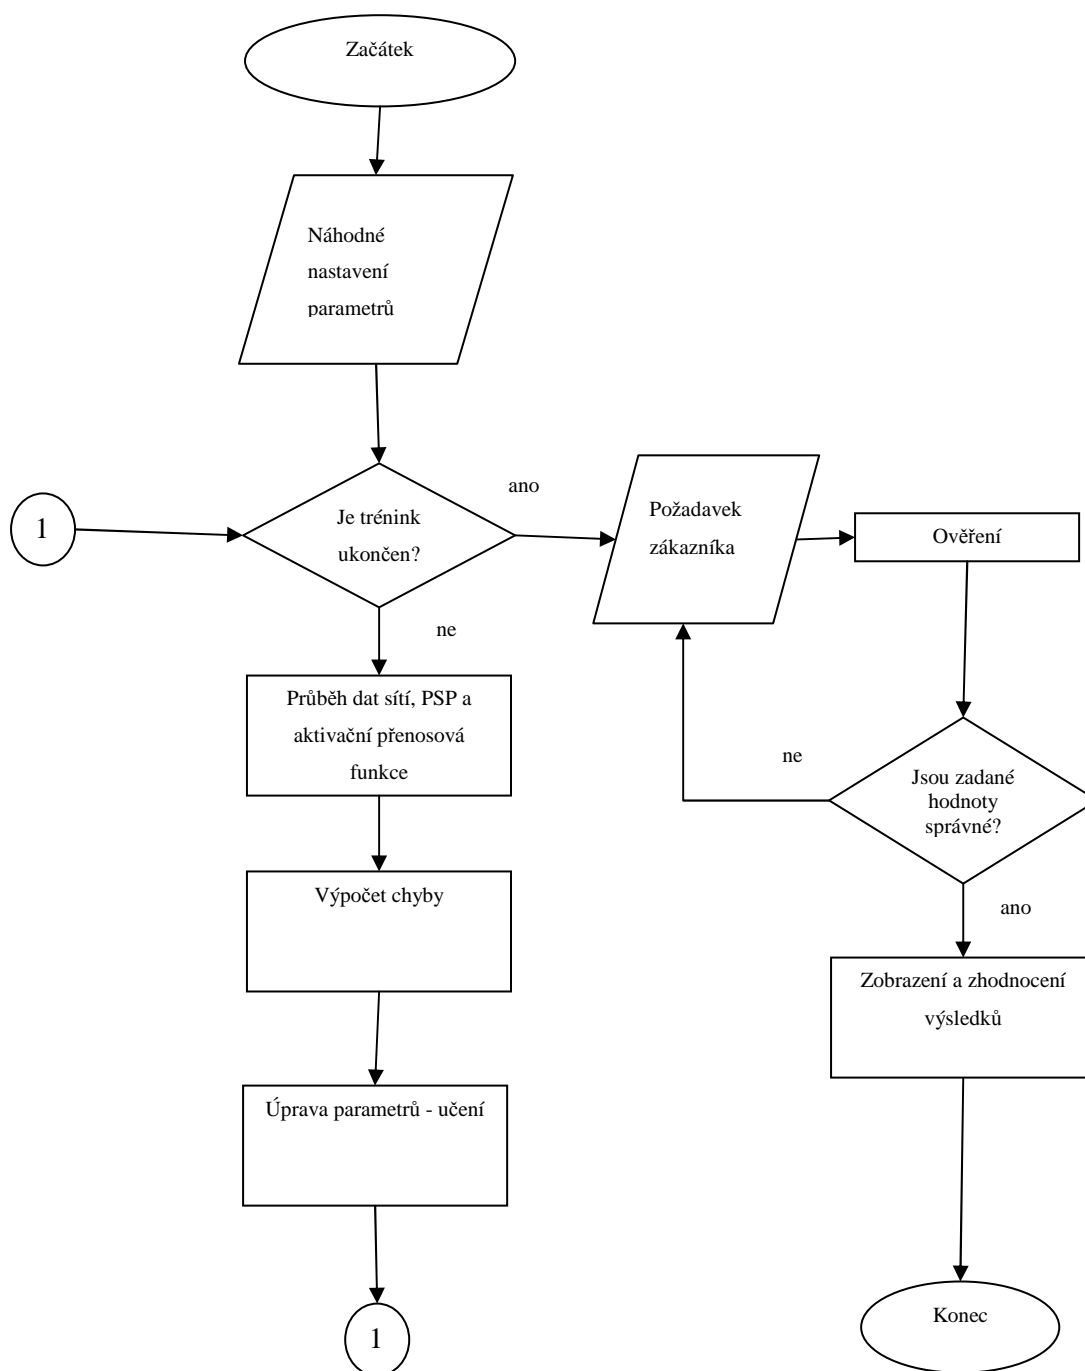 Začátek
Náhodné
nastavení
parametrů
ano
1
Je trénink
ukončen?
Požadavek
zákazníka
Ověření
ne
Průběh dat sítí, PSP a
aktivační přenosová
funkce
ne
Jsou zadané
hodnoty
správné?
Výpočet chyby
ano
Zobrazení a zhodnocení
výsledků
Úprava parametrů - učení
1
Konec